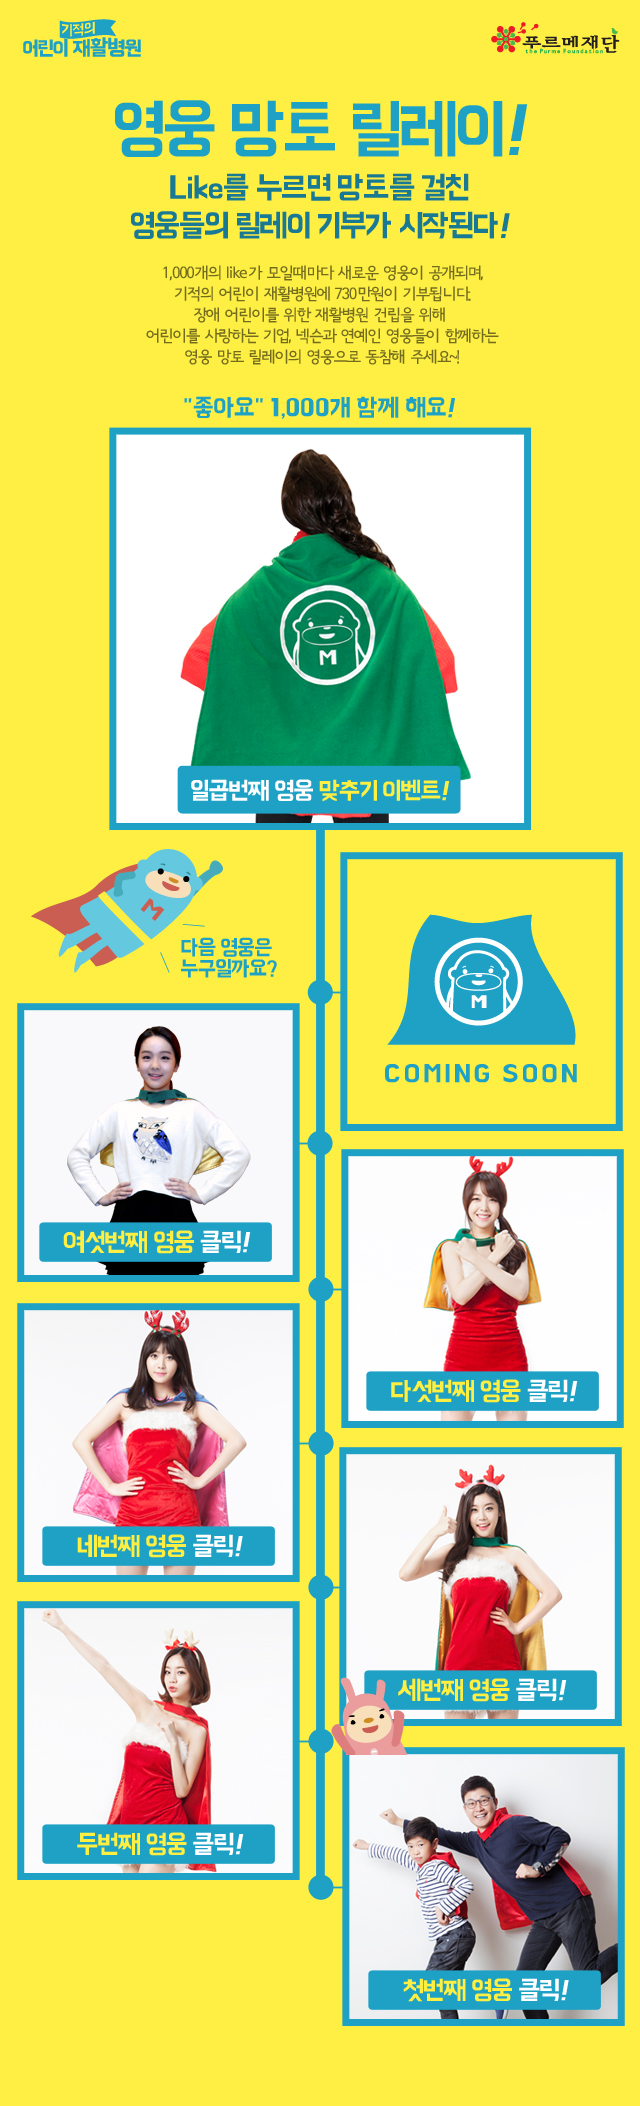 기적의
어린이 재활병원
푸르메재단
the Purme Foundation
영웅 망토 릴레이!
Like를 누르면 망토를 걸친
영웅들의 릴레이 기부가 시작된다!
1,000개의 like가 모일때마다 새로운 영웅이 공개되며,
기적의 어린이 재활병원에 730만원이 기부됩니다.
장애 어린이를 위한 재활병원 건립을 위해
어린이를 사랑하는 기업, 넥슨과 연예인 영웅들이 함께하는
영웅 망토 릴레이의 영웅으로 동참해 주세요~!
"좋아요" 1,000개 함께 해요!
M
일곱번째 영웅 맞추기 이벤트!
M
다음 영웅은
누구일까요?
M
COMING SOON
여섯번째 영웅 클릭!
다섯번째 영웅 클릭!
네번째 영웅 클릭!
세번째 영웅 클릭!
두번째 영웅 클릭!
첫번째 영웅 클릭!